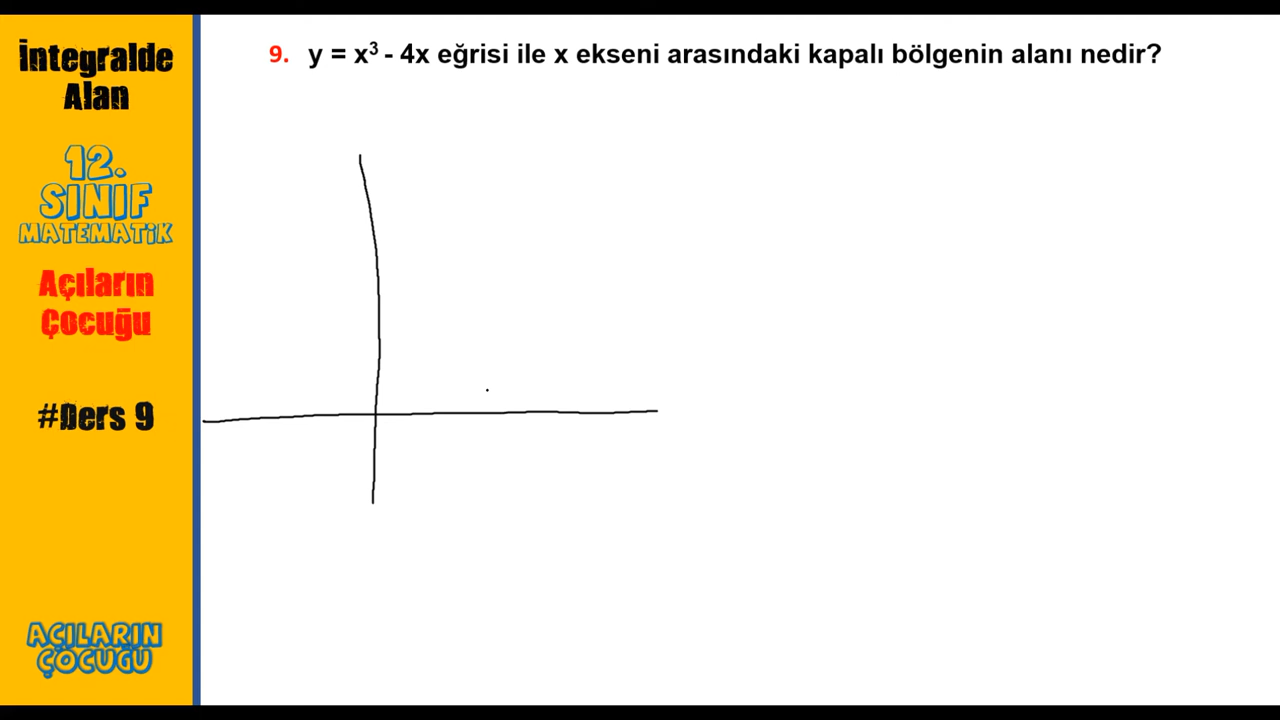 İntegralde
Alan
12.
SINIF
MATEMATİK
Açıların
Çocuğu
#Ders 9
AÇILARIN
ÇOCUĞU
9. y = x³ - 4x eğrisi ile x ekseni arasındaki kapalı bölgenin alanı nedir?